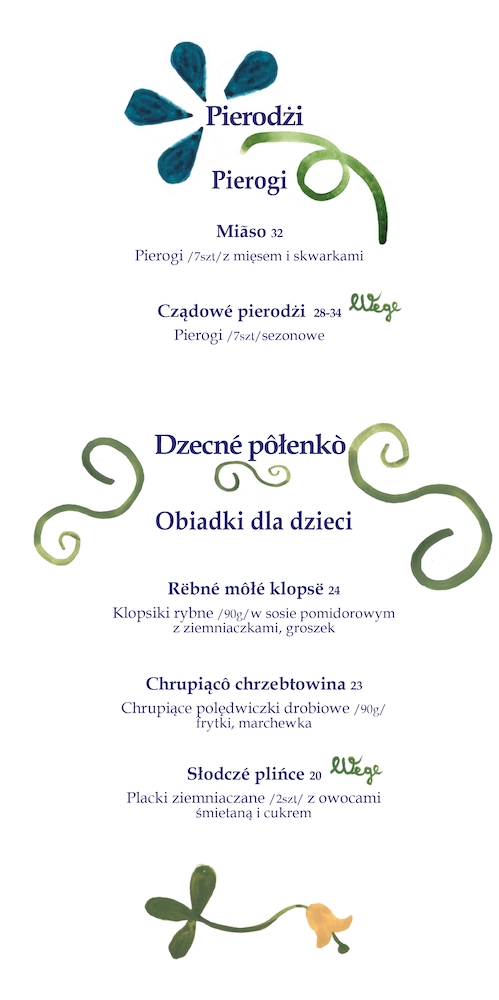 Pierodżi
Pierogi
Miãso 32
Pierogi /7szt/z mięsem i skwarkami
Cządowé pierodżi 28-34 Wege
Pierogi /7szt/sezonowe
Dzecné pôłenkò
Obiadki dla dzieci
Rëbné môłé klopsë 24
Klopsiki rybne /90g/w sosie pomidorowym
z ziemniaczkami, groszek
Chrupiącô chrzebtowina 23
Chrupiące polędwiczki drobiowe /90g/
frytki, marchewka
Słodczé plińce 20 Wege
Placki ziemniaczane /2szt/ z owocami
śmietaną i cukrem